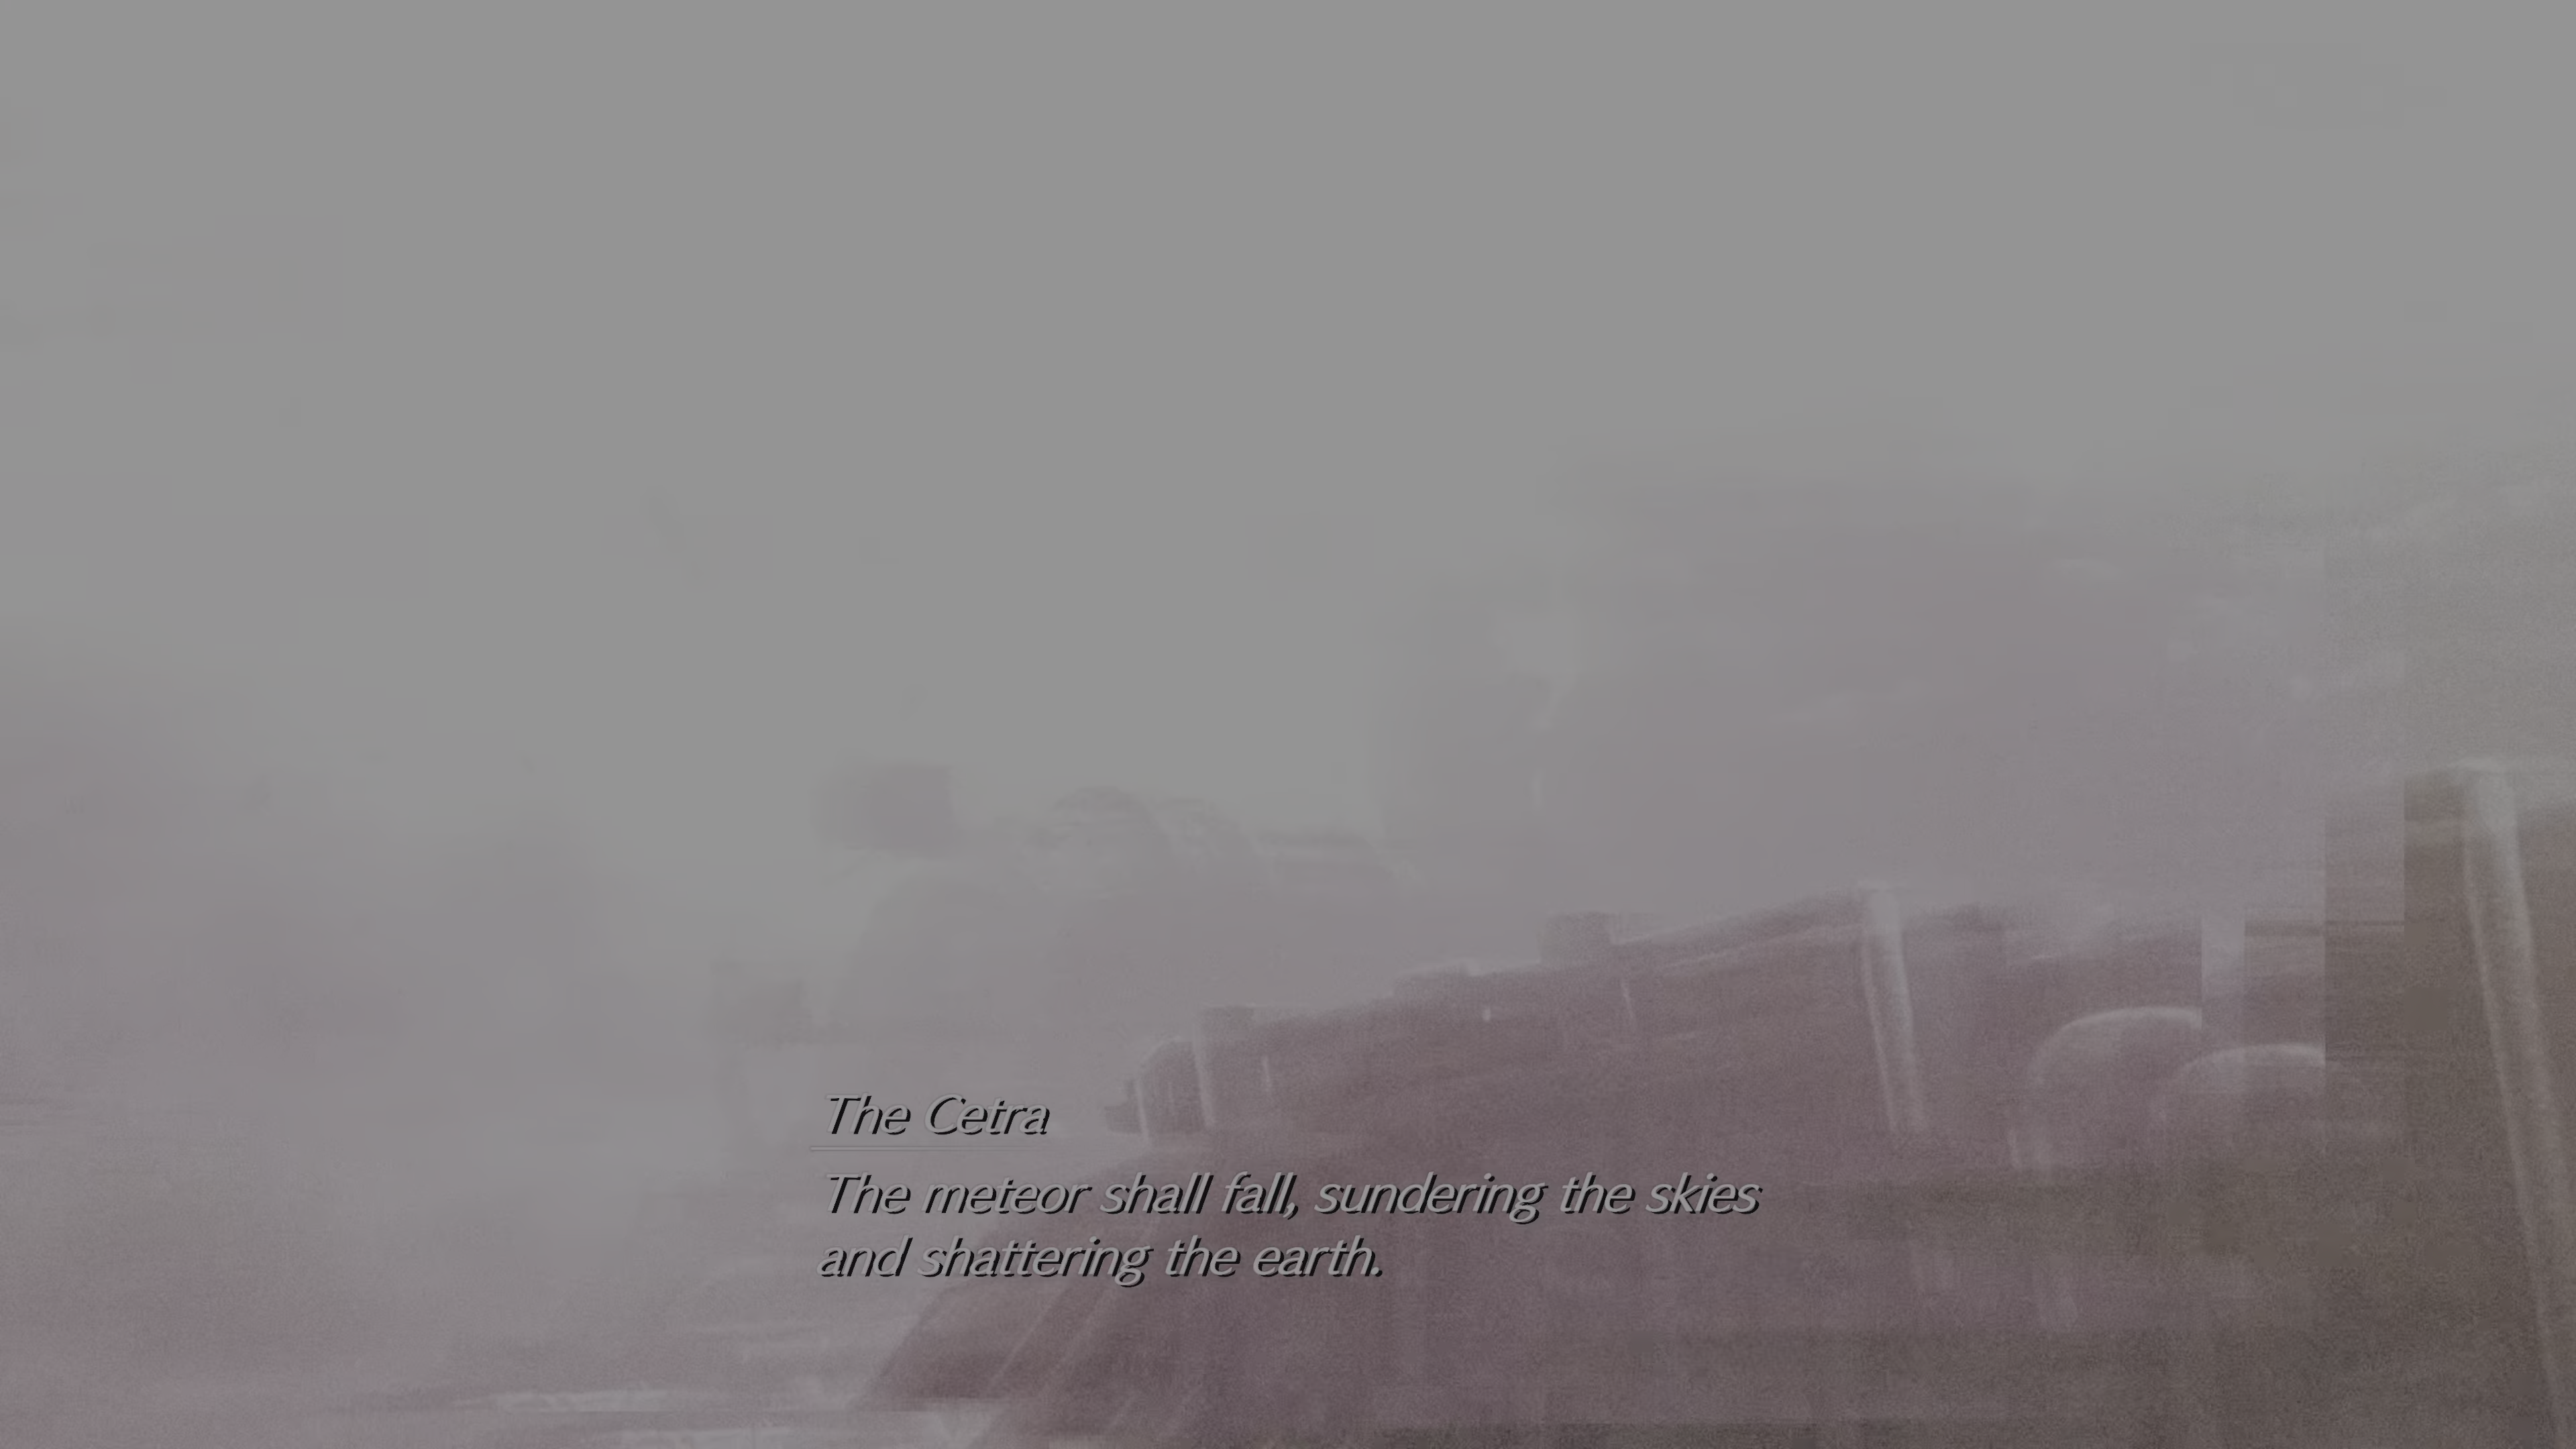 The Cetra
The meteor shall fall, sundering the skies
and shattering the earth.